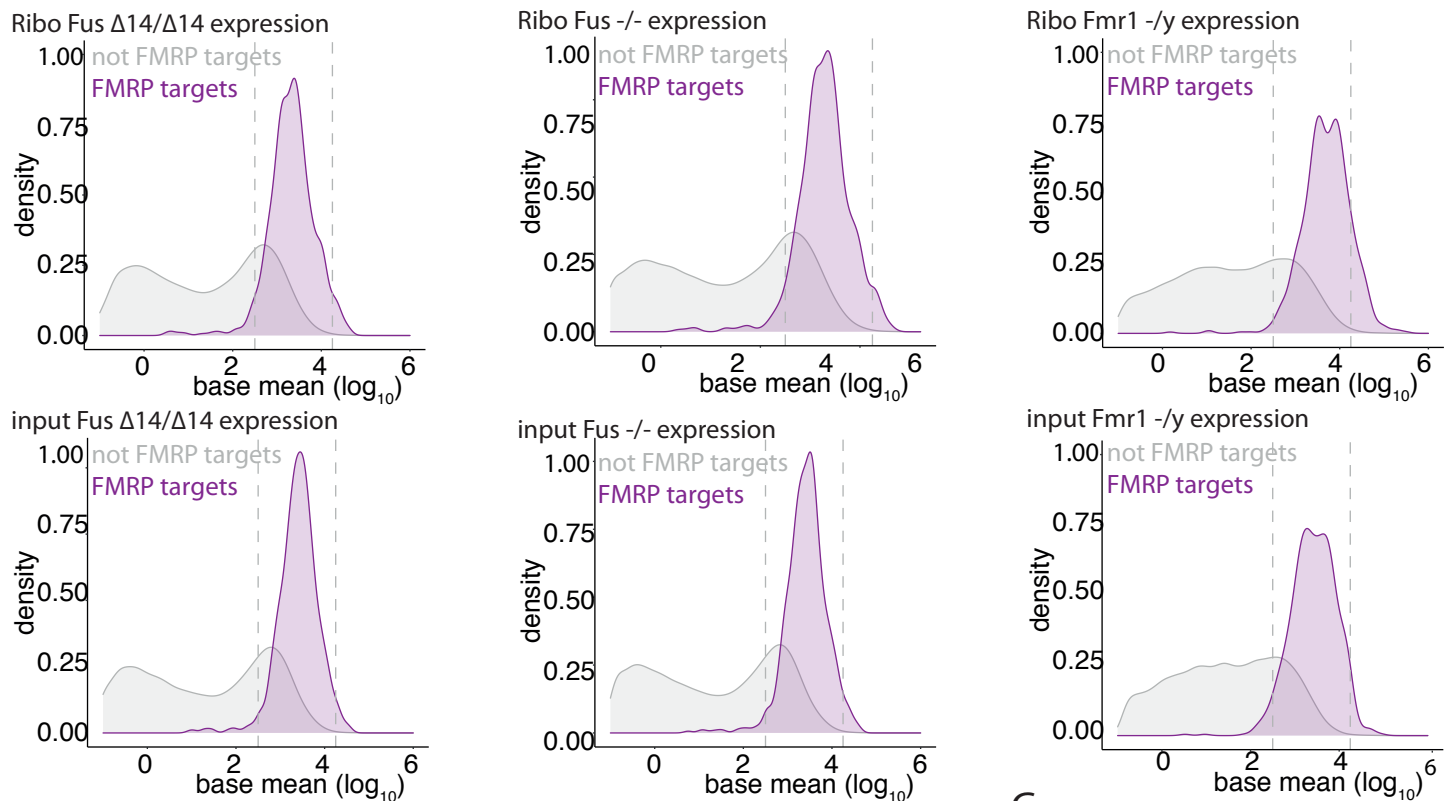 Ribo Fus Δ14/Δ14 expression
not FMRP targets
FMRP targets
1.00
0.75
0.50
0.25
0.00
density
0 2 4 6
base mean (log10)
Ribo Fus -/- expression
not FMRP targets
FMRP targets
1.00
0.75
0.50
0.25
0.00
density
0 2 4 6
base mean (log10)
Ribo Fmr1 -/y expression
not FMRP targets
FMRP targets
1.00
0.75
0.50
0.25
0.00
density
0 2 4 6
base mean (log10)
input Fus Δ14/Δ14 expression
not FMRP targets
FMRP targets
1.00
0.75
0.50
0.25
0.00
density
0 2 4 6
base mean (log10)
input Fus -/- expression
not FMRP targets
FMRP targets
1.00
0.75
0.50
0.25
0.00
density
0 2 4 6
base mean (log10)
input Fmr1 -/y expression
not FMRP targets
FMRP targets
1.00
0.75
0.50
0.25
0.00
density
0 2 4 6
base mean (log10)